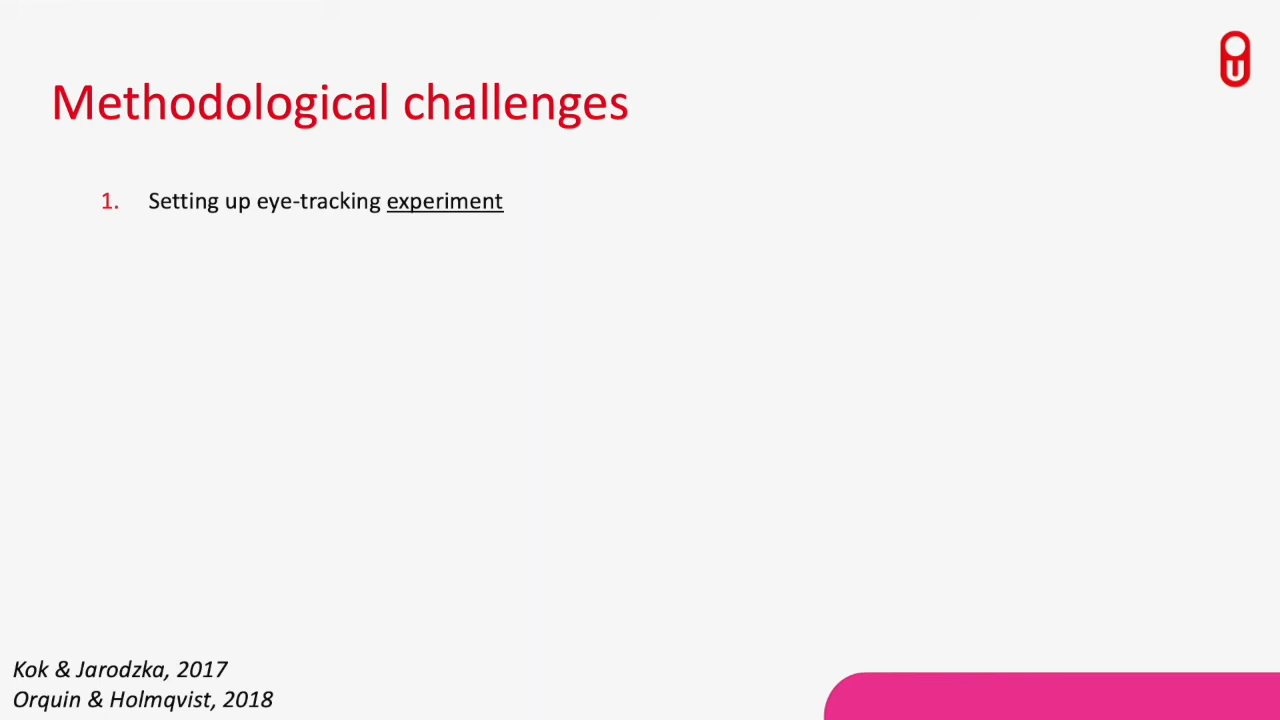 Methodological challenges
1. Setting up eye-tracking experiment
Kok & Jarodzka, 2017
Orquin & Holmqvist, 2018